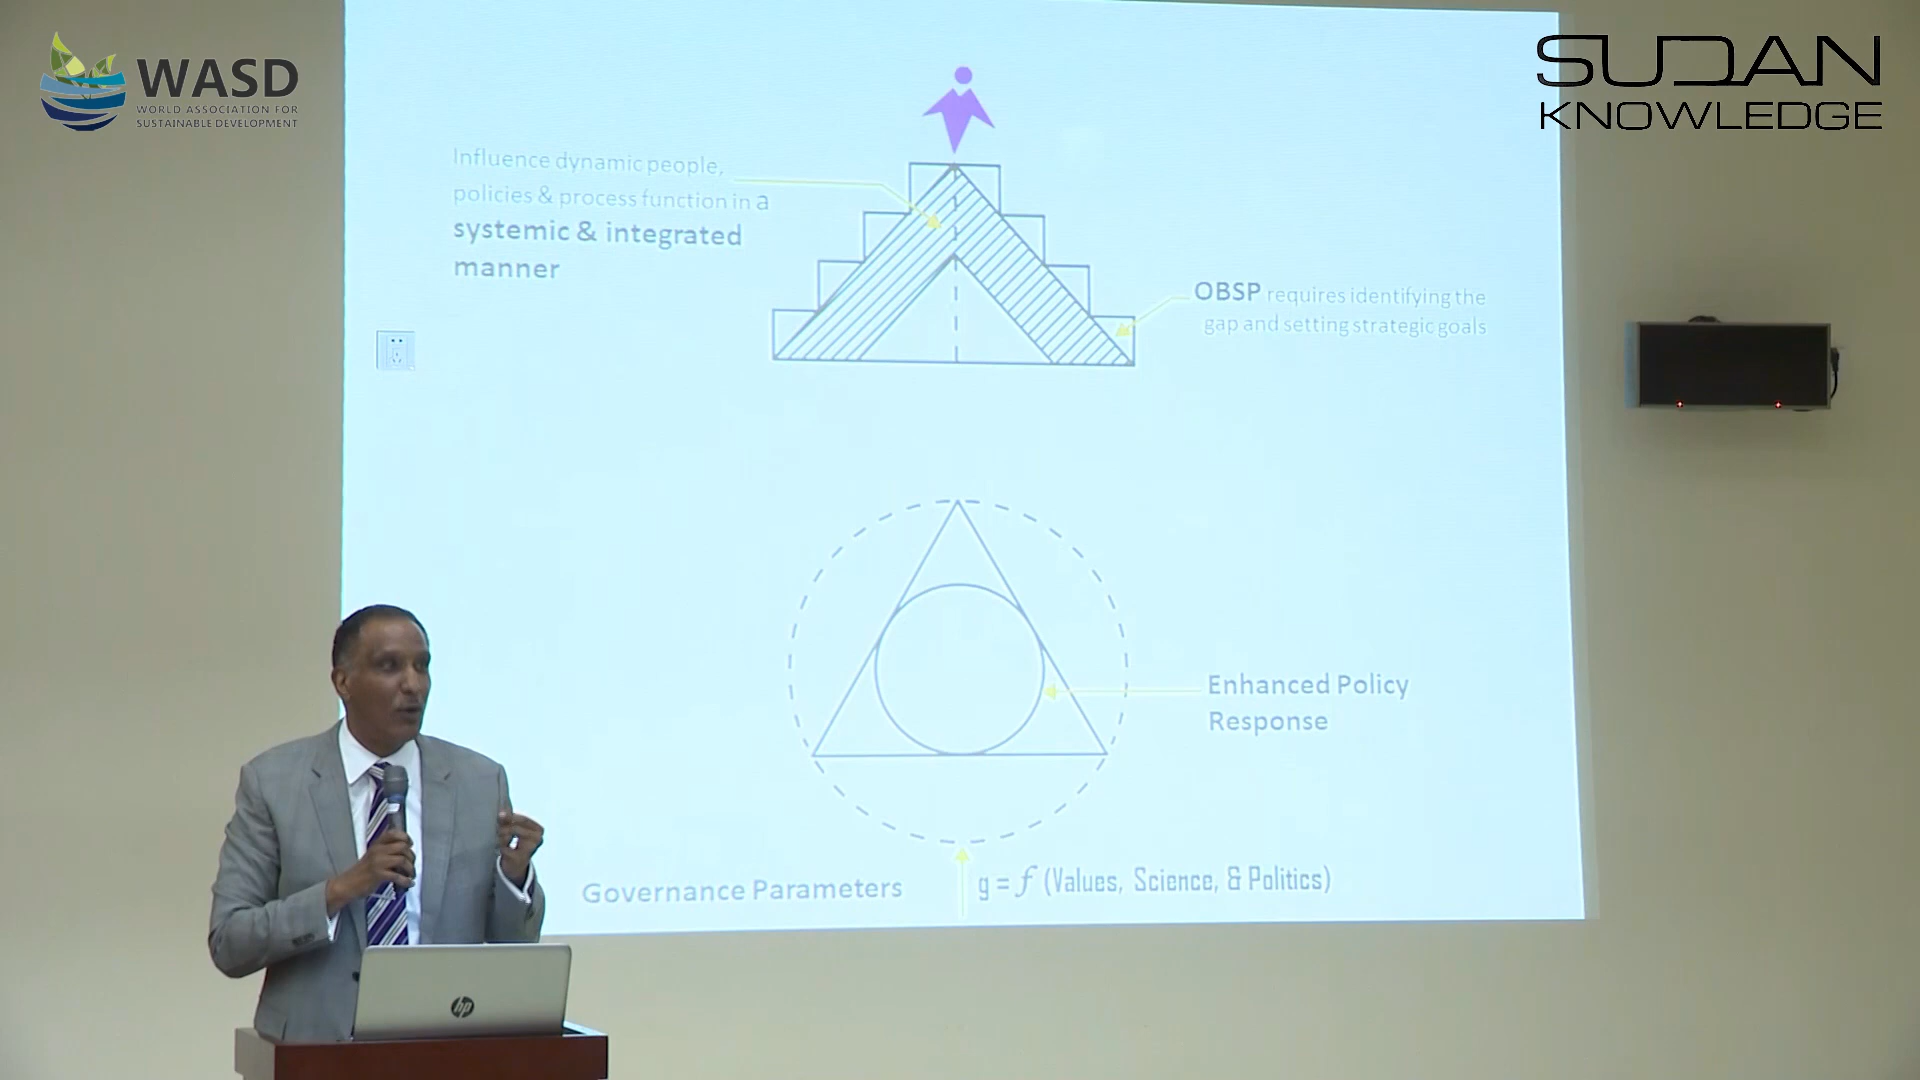 WASD
WORLD ASSOCIATION FOR
SUSTAINABLE DEVELOPMENT
SUDAN
KNOWLEDGE
Influence dynamic people,
policies & process function in a
systemic & integrated
manner
OBSP requires identifying the
gap and setting strategic goals
Enhanced Policy
Response
Governance Parameters
g = f (Values, Science, & Politics)
hp